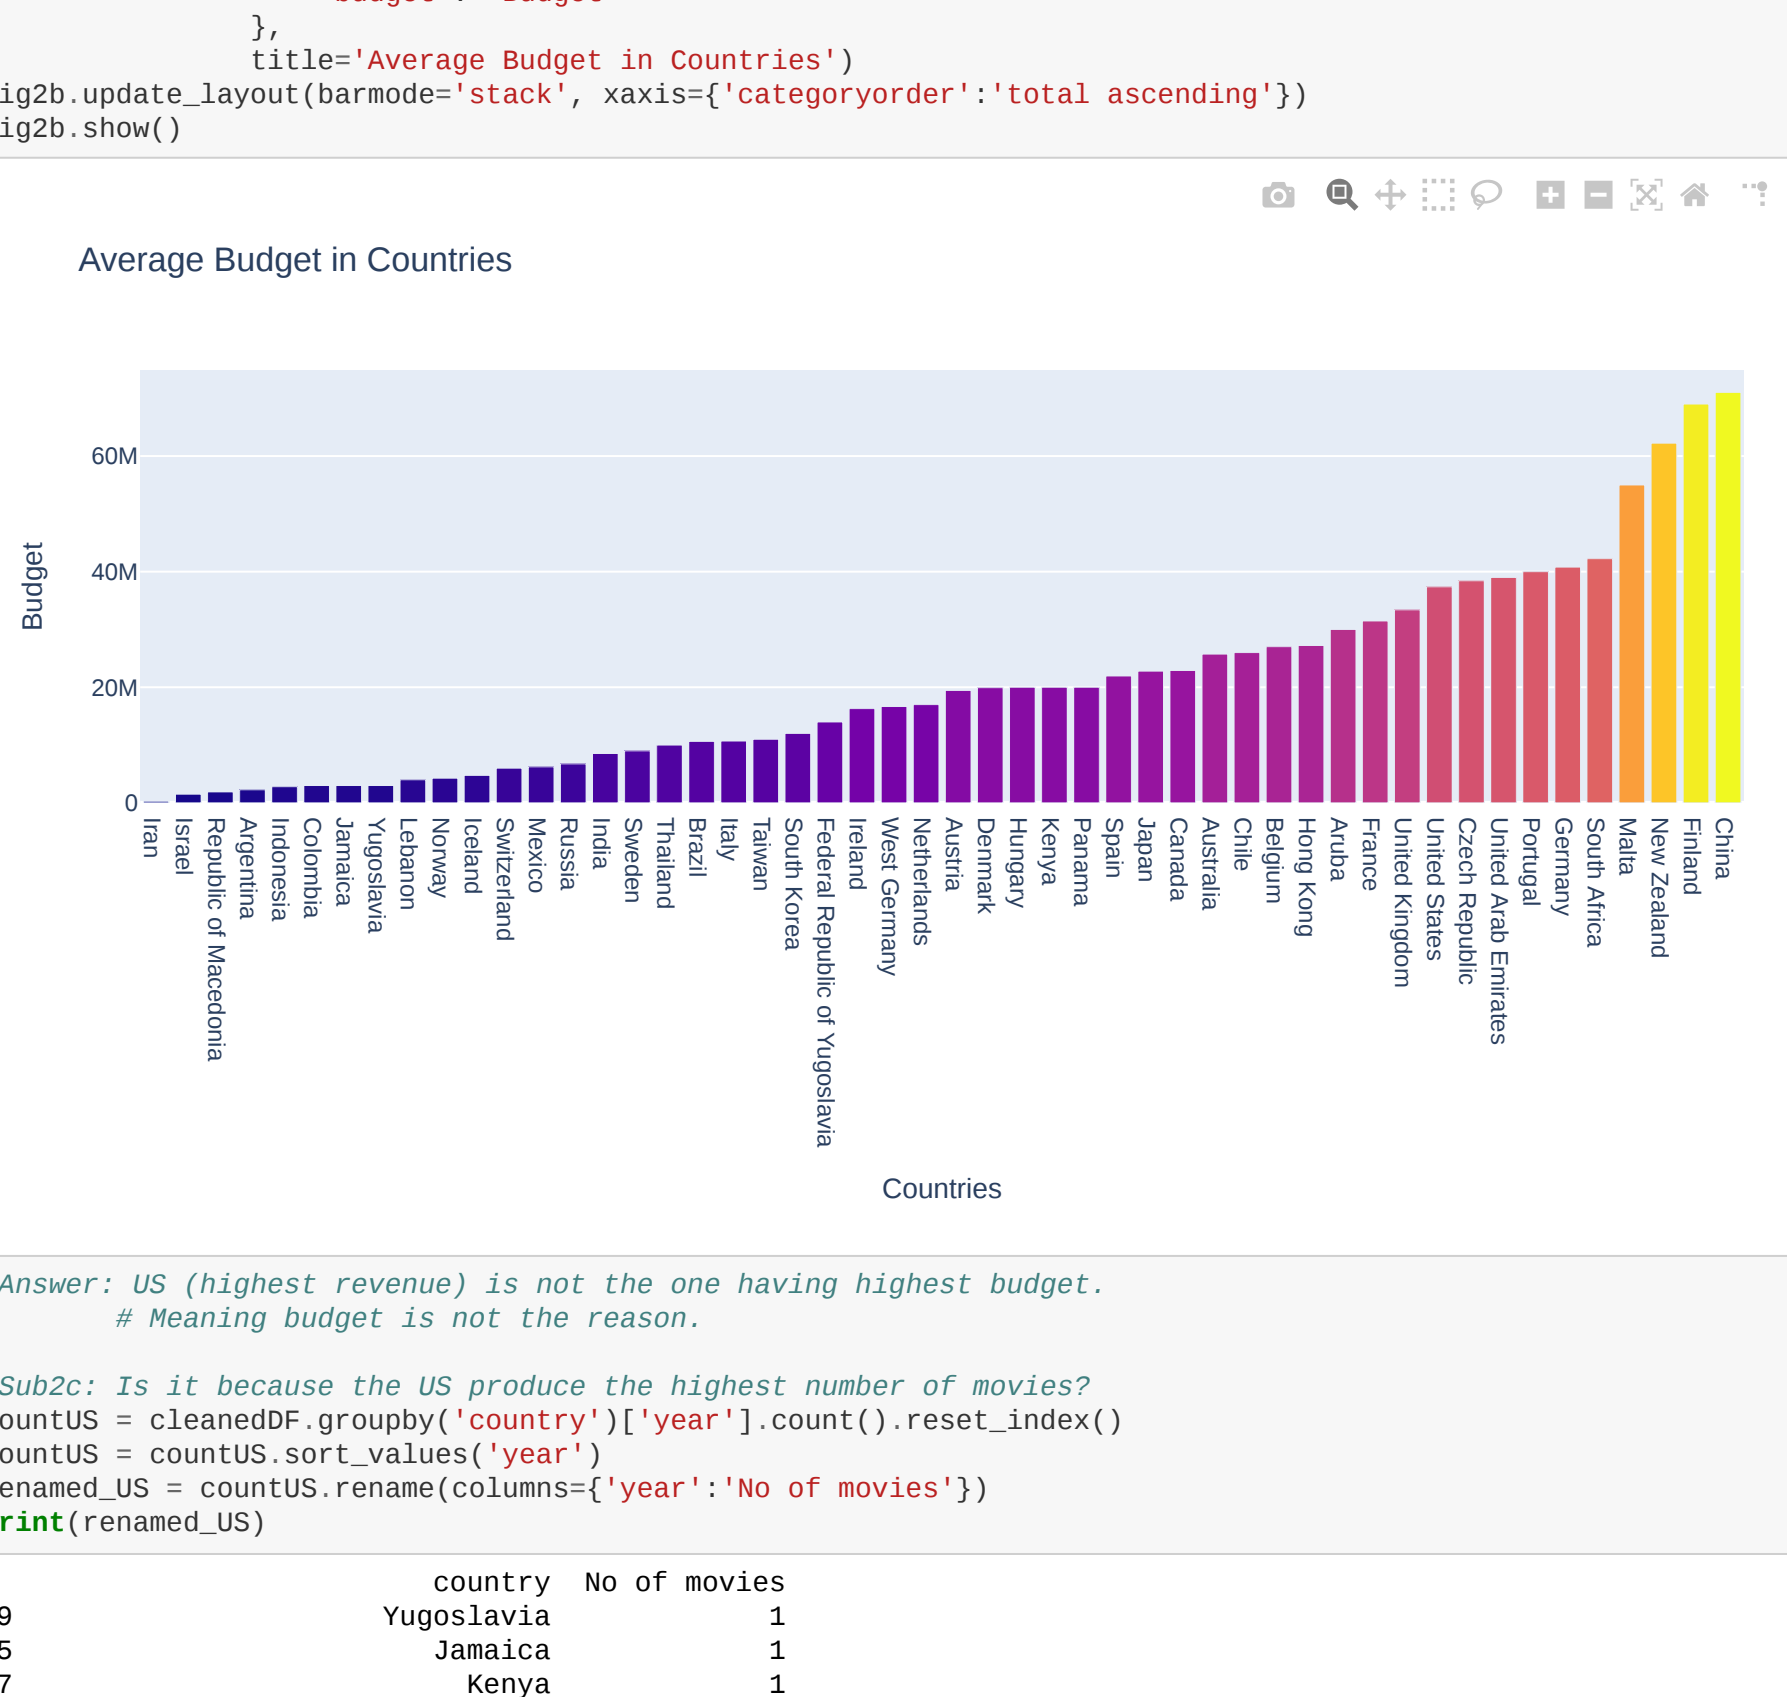 budget': 'Budget'
},
title='Average Budget in Countries')
ig2b.update_layout(barmode='stack', xaxis={'categoryorder':'total ascending'})
ig2b.show()
Average Budget in Countries
60M
40M
20M
0
Budget
Iran
Israel
Republic of Macedonia
Argentina
Indonesia
Colombia
Jamaica
Yugoslavia
Lebanon
Norway
Iceland
Switzerland
Mexico
Russia
India
Sweden
Thailand
Brazil
Italy
Taiwan
South Korea
Federal Republic of Yugoslavia
Ireland
West Germany
Netherlands
Austria
Denmark
Hungary
Kenya
Panama
Spain
Japan
Canada
Australia
Chile
Belgium
Hong Kong
Aruba
France
United Kingdom
United States
Czech Republic
United Arab Emirates
Portugal
Germany
South Africa
Malta
New Zealand
Finland
China
Countries
Answer: US (highest revenue) is not the one having highest budget.
# Meaning budget is not the reason.
Sub2c: Is it because the US produce the highest number of movies?
ountUS = cleanedDF.groupby('country')['year'].count().reset_index()
ountUS = countUS.sort_values('year')
enamed_US = countUS.rename(columns={'year':'No of movies'})
rint(renamed_US)
country No of movies
9 Yugoslavia 1
5 Jamaica 1
7 Kenya 1